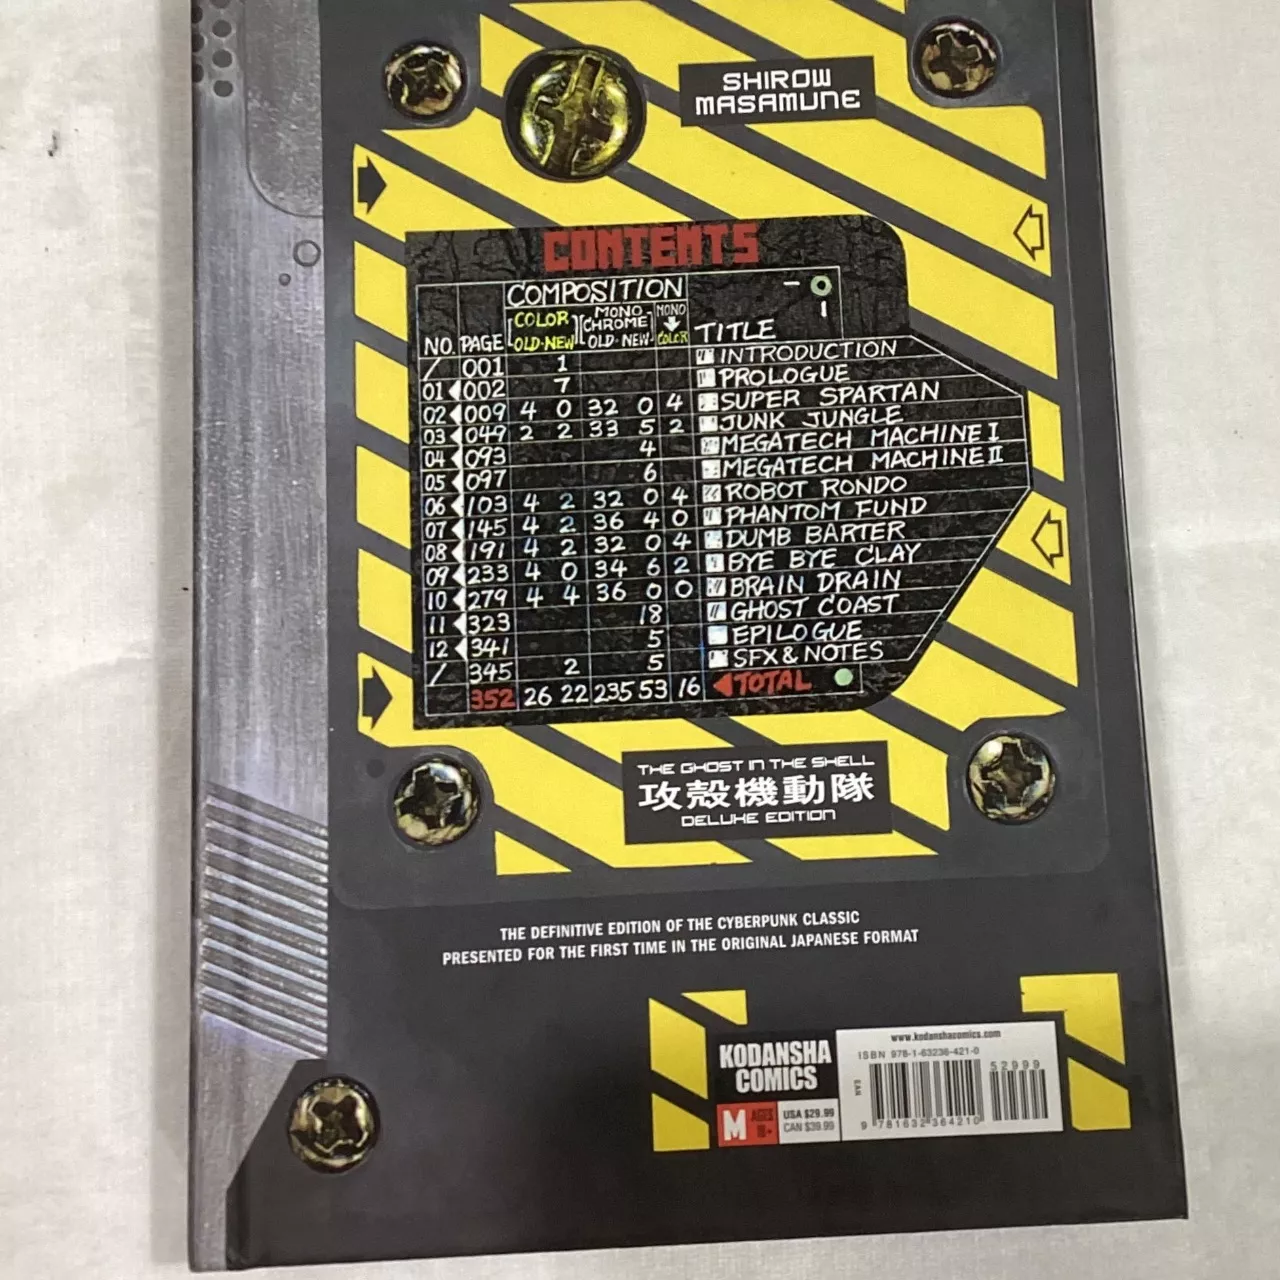 SHIROW
MASAMUNE
CONTENTS
COMPOSITION
COLOR MONO CHROME MONO
NO. PAGE OLD·NEW OLD·NEW COLOR TITLE
/ 001 1 INTRODUCTION
01 002 7 PROLOGUE
02 009 4 0 32 0 4 SUPER SPARTAN
03 049 2 2 33 5 2 JUNK JUNGLE
04 093 4 MEGATECH MACHINE I
05 097 6 MEGATECH MACHINE II
06 103 4 2 32 0 4 ROBOT RONDO
07 145 4 2 36 4 0 PHANTOM FUND
08 191 4 2 32 0 4 DUMB BARTER
09 233 4 0 34 6 2 BYE BYE CLAY
10 279 4 4 36 0 0 BRAIN DRAIN
11 323 18 GHOST COAST
12 341 5 EPILOGUE
/ 345 2 5 SFX & NOTES
352 26 22 235 53 16 TOTAL
THE GHOST IN THE SHELL
攻殻機動隊
DELUXE EDITION
THE DEFINITIVE EDITION OF THE CYBERPUNK CLASSIC
PRESENTED FOR THE FIRST TIME IN THE ORIGINAL JAPANESE FORMAT
KODANSHA
COMICS
M AGES 16+
USA $29.99
CAN $39.99
www.kodanshacomics.com
ISBN 978-1-63236-421-0
52999
EAN
9 781632 364210